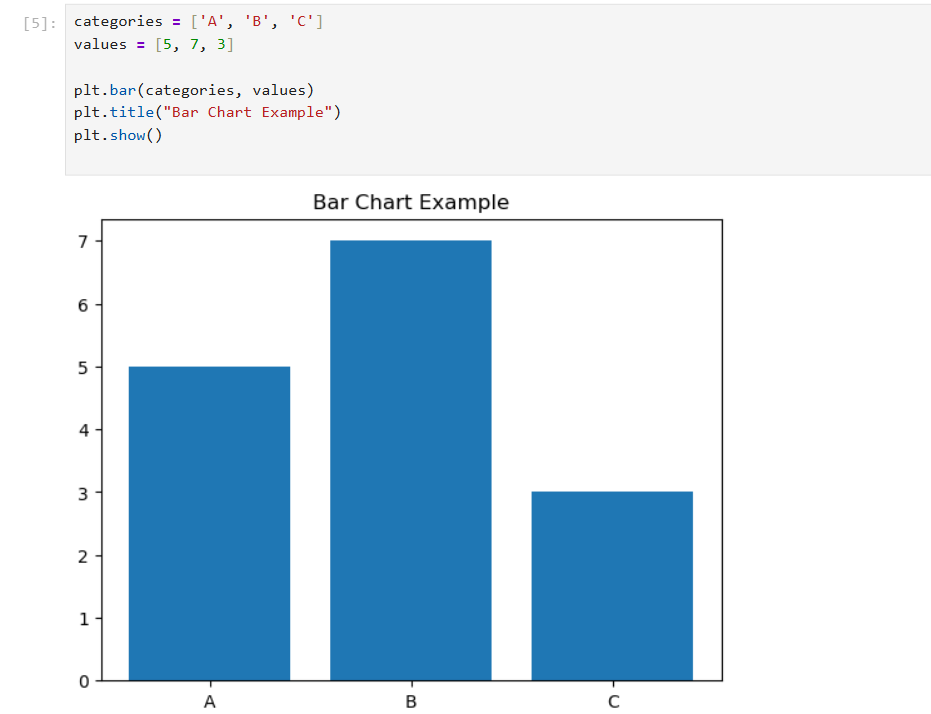 [5]: categories = ['A', 'B', 'C']
values = [5, 7, 3]
plt.bar(categories, values)
plt.title("Bar Chart Example")
plt.show()
Bar Chart Example
7
6
5
4
3
2
1
0
A B C